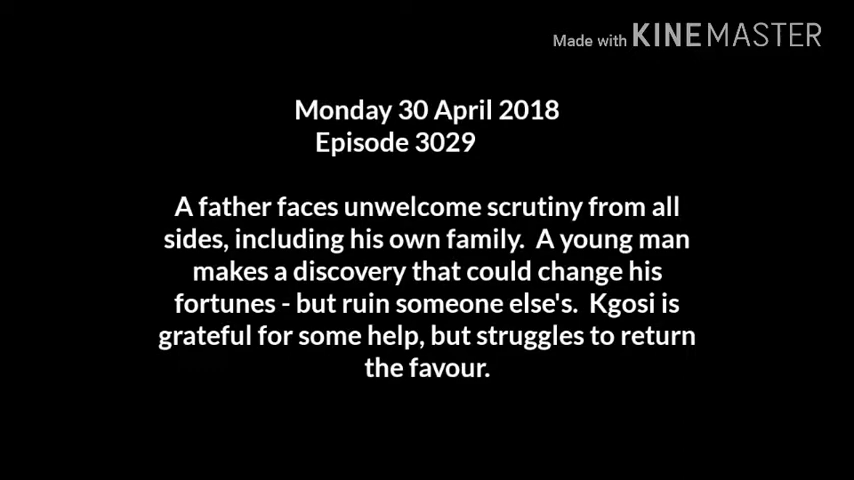 Made with KINEMASTER
Monday 30 April 2018
Episode 3029
A father faces unwelcome scrutiny from all
sides, including his own family.  A young man
makes a discovery that could change his
fortunes - but ruin someone else's.  Kgosi is
grateful for some help, but struggles to return
the favour.